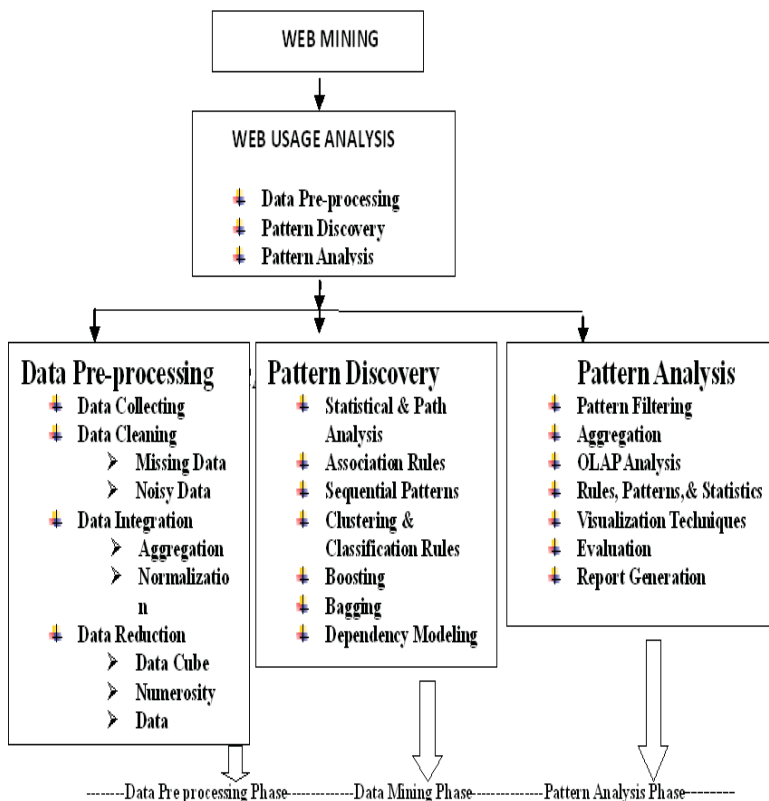 WEB MINING
WEB USAGE ANALYSIS
Data Pre-processing
Pattern Discovery
Pattern Analysis
Data Pre-processing
Data Collecting
Data Cleaning
Missing Data
Noisy Data
Data Integration
Aggregation
Normalizatio
n
Data Reduction
Data Cube
Numerosity
Data
Pattern Discovery
Statistical & Path
Analysis
Association Rules
Sequential Patterns
Clustering &
Classification Rules
Boosting
Bagging
Dependency Modeling
Pattern Analysis
Pattern Filtering
Aggregation
OLAP Analysis
Rules, Patterns,& Statistics
Visualization Techniques
Evaluation
Report Generation
-------Data Pre processing Phase-------------Data Mining Phase--------------Pattern Analysis Phase---------